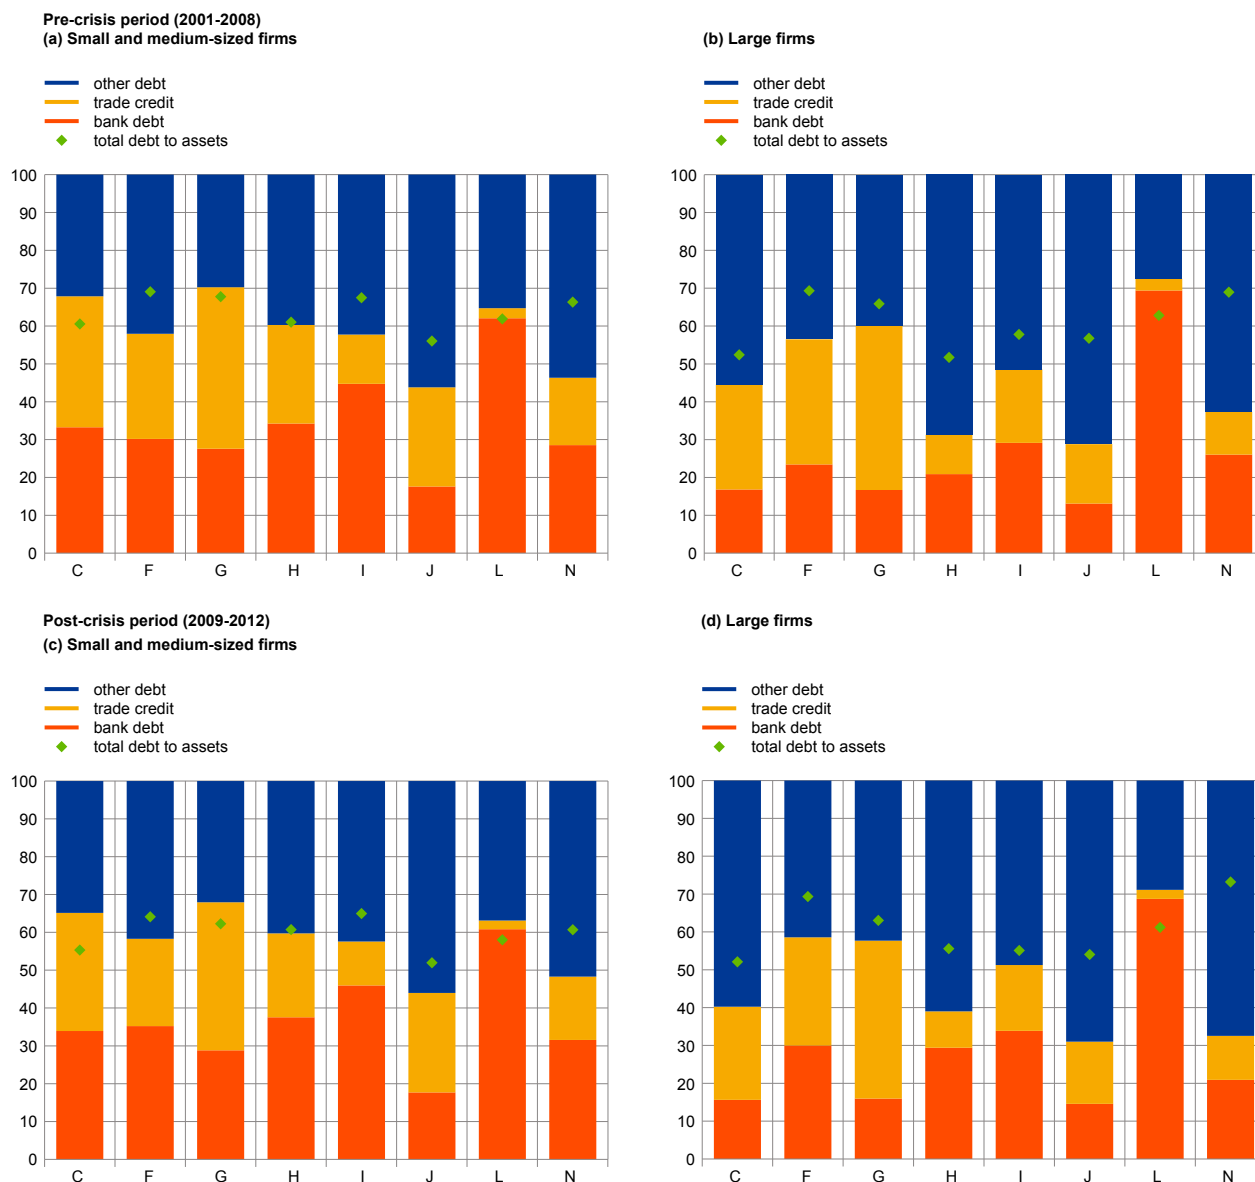 Pre-crisis period (2001-2008)
(a) Small and medium-sized firms
other debt
trade credit
bank debt
total debt to assets
100
90
80
70
60
50
40
30
20
10
0
C F G H I J L N
(b) Large firms
other debt
trade credit
bank debt
total debt to assets
100
90
80
70
60
50
40
30
20
10
0
C F G H I J L N
Post-crisis period (2009-2012)
(c) Small and medium-sized firms
other debt
trade credit
bank debt
total debt to assets
100
90
80
70
60
50
40
30
20
10
0
C F G H I J L N
(d) Large firms
other debt
trade credit
bank debt
total debt to assets
100
90
80
70
60
50
40
30
20
10
0
C F G H I J L N